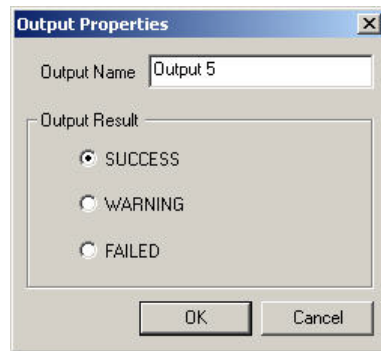 Output Properties
Output Name Output 5
Output Result
SUCCESS
WARNING
FAILED
OK Cancel